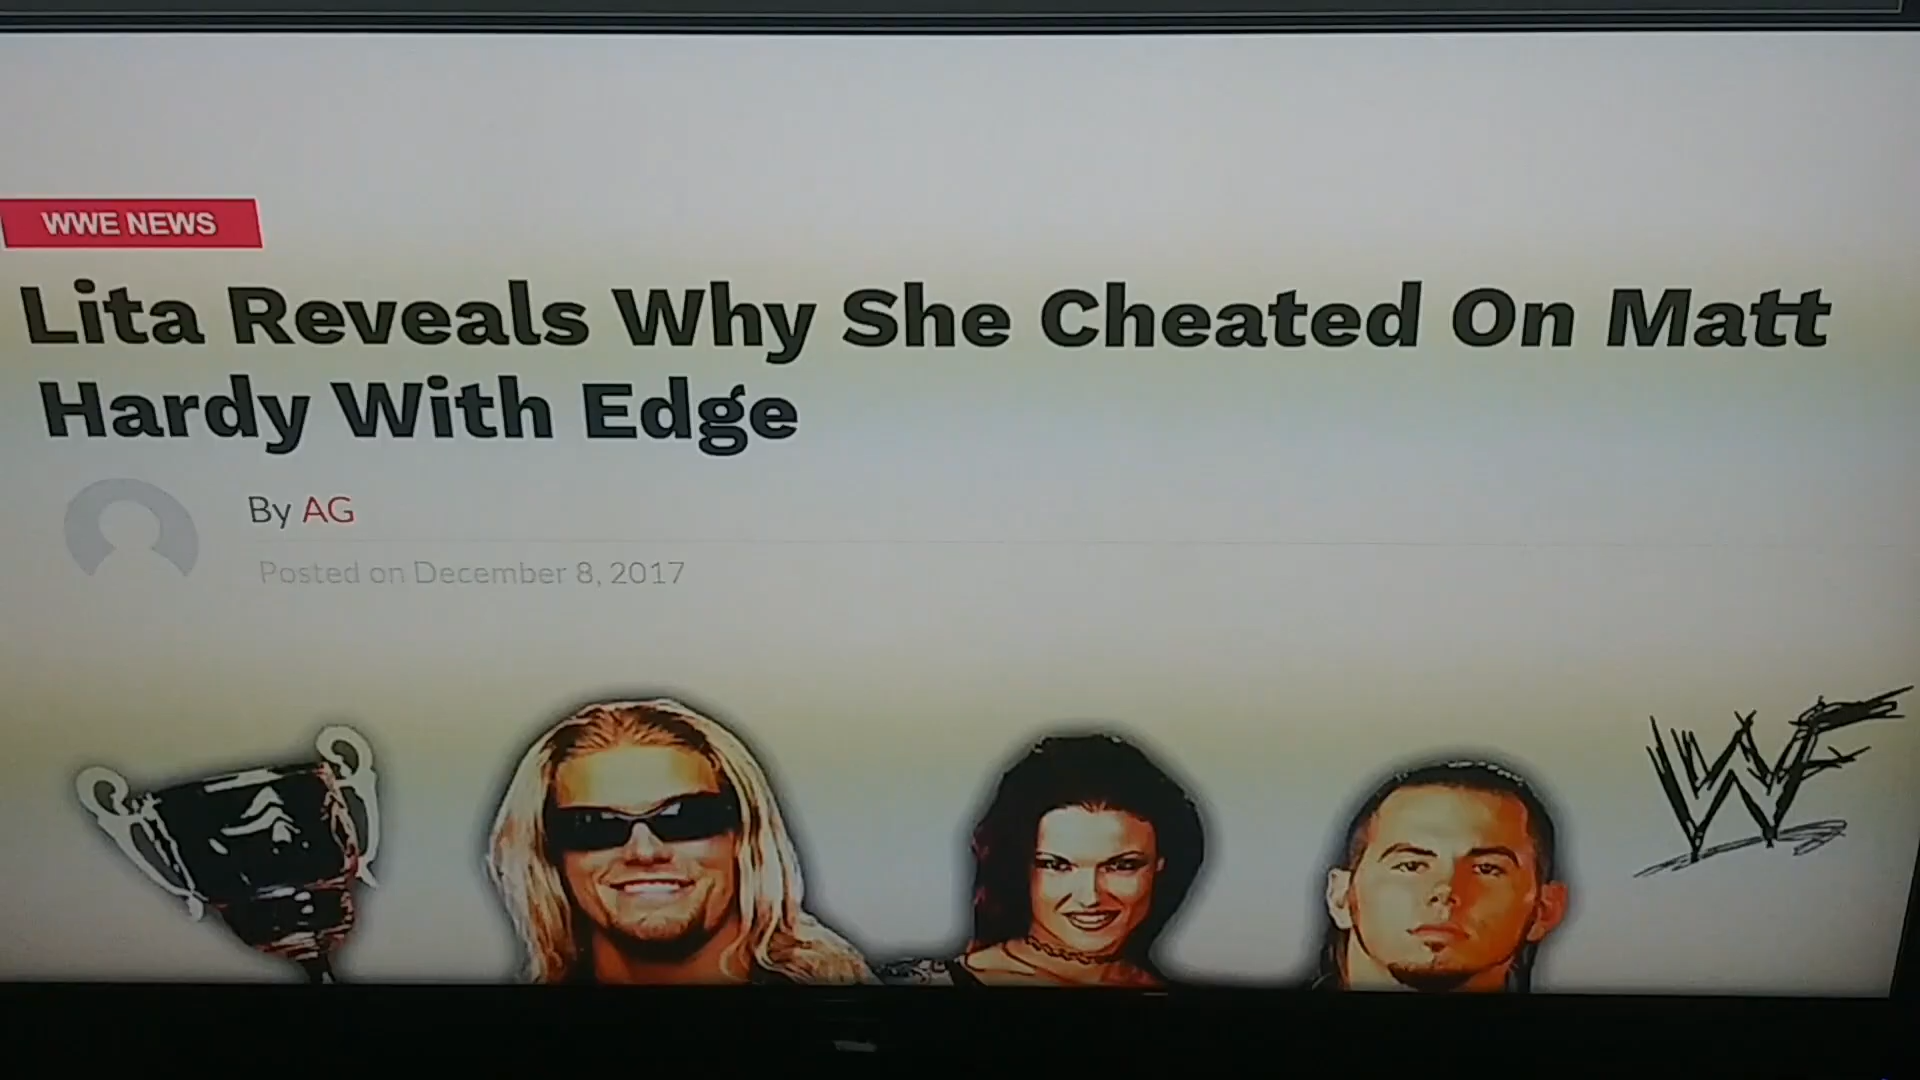 WWE NEWS
Lita Reveals Why She Cheated On Matt
Hardy With Edge
By AG
Posted on December 8, 2017
WF